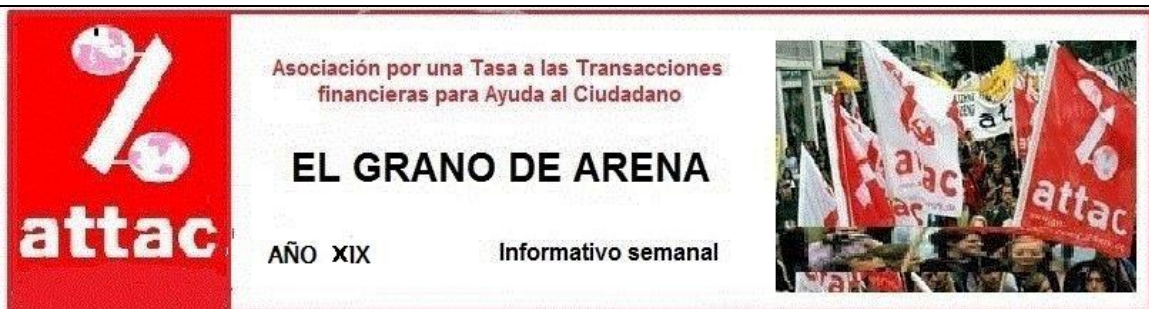 attac
Asociación por una Tasa a las Transacciones
financieras para Ayuda al Ciudadano
EL GRANO DE ARENA
AÑO XIX
Informativo semanal
attac
attac